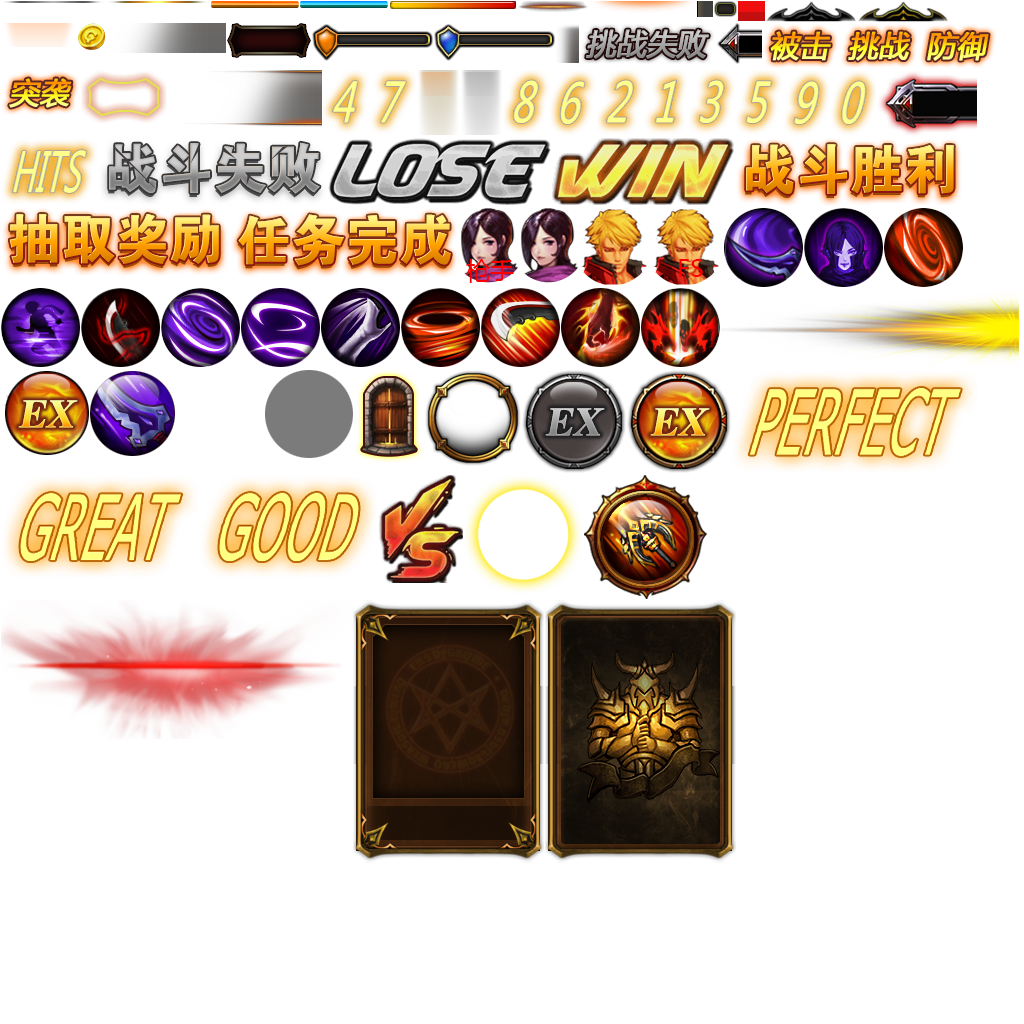 挑战失败
被击 挑战 防御
突袭
4 7 8 6 2 1 3 5 9 0
HITS 战斗失败 LOSE WIN 战斗胜利
抽取奖励 任务完成
枪手
FS
EX
EX
EX
PERFECT
GREAT GOOD VS